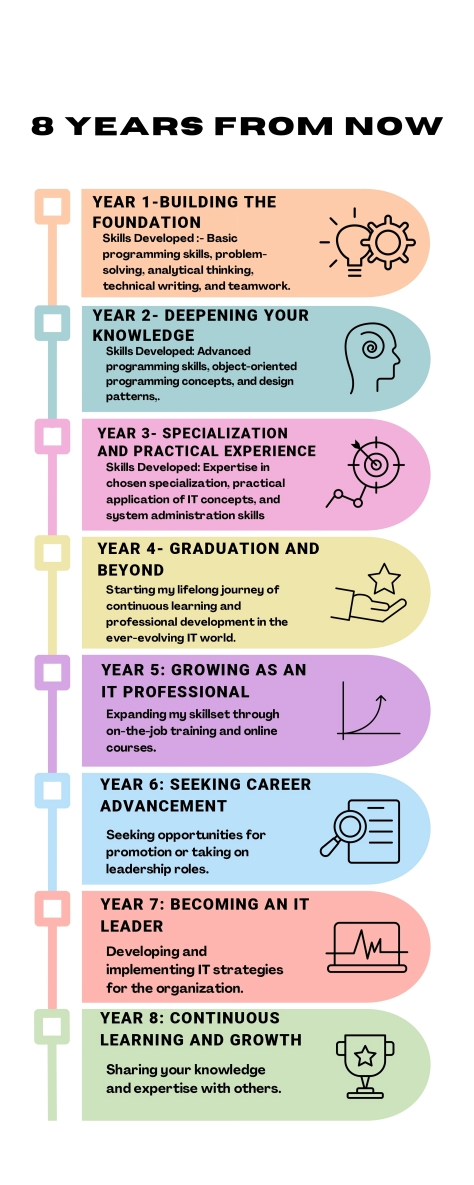 8 YEARS FROM NOW
YEAR 1-BUILDING THE
FOUNDATION
Skills Developed :- Basic
programming skills, problem-
solving, analytical thinking,
technical writing, and teamwork.
YEAR 2- DEEPENING YOUR
KNOWLEDGE
Skills Developed: Advanced
programming skills, object-oriented
programming concepts, and design
patterns,.
YEAR 3- SPECIALIZATION
AND PRACTICAL EXPERIENCE
Skills Developed: Expertise in
chosen specialization, practical
application of IT concepts, and
system administration skills
YEAR 4- GRADUATION AND
BEYOND
Starting my lifelong journey of
continuous learning and
professional development in the
ever-evolving IT world.
YEAR 5: GROWING AS AN
IT PROFESSIONAL
Expanding my skillset through
on-the-job training and online
courses.
YEAR 6: SEEKING CAREER
ADVANCEMENT
Seeking opportunities for
promotion or taking on
leadership roles.
YEAR 7: BECOMING AN IT
LEADER
Developing and
implementing IT strategies
for the organization.
YEAR 8: CONTINUOUS
LEARNING AND GROWTH
Sharing your knowledge
and expertise with others.